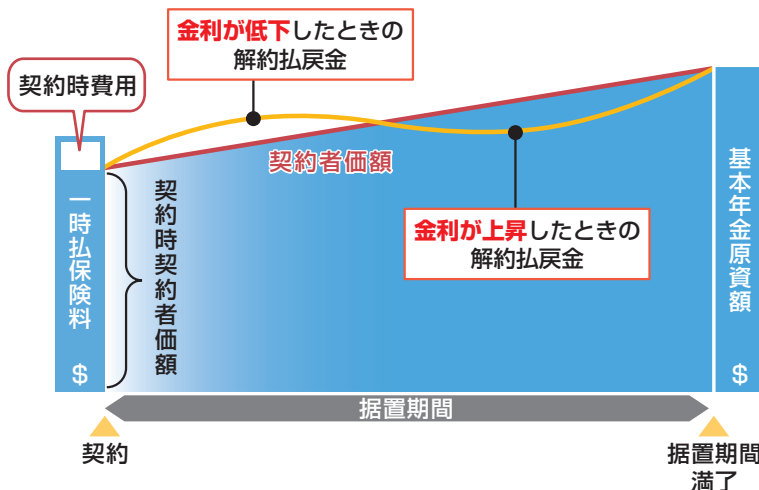 金利が低下したときの
解約払戻金
契約時費用
契約者価額
一時払保険料
$
契約時契約者価額
金利が上昇したときの
解約払戻金
基本年金原資額
$
据置期間
契約
据置期間
満了